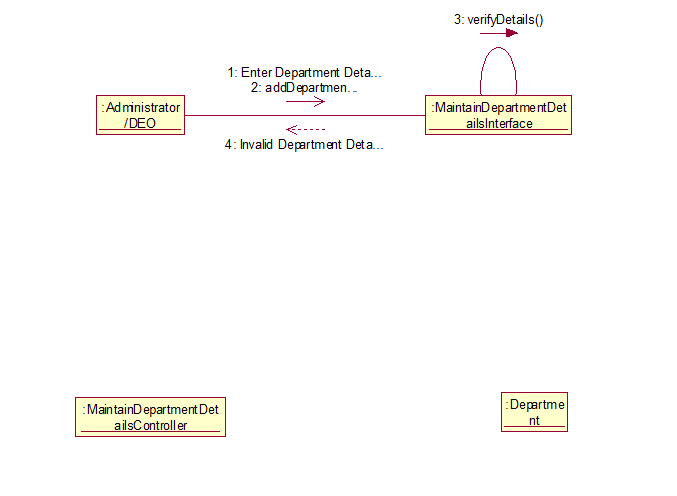 3: verifyDetails()
1: Enter Department Deta...
2: addDepartmen...
:Administrator
/DEO
:MaintainDepartmentDet
ailsInterface
4: Invalid Department Deta...
:MaintainDepartmentDet
ailsController
:Departme
nt